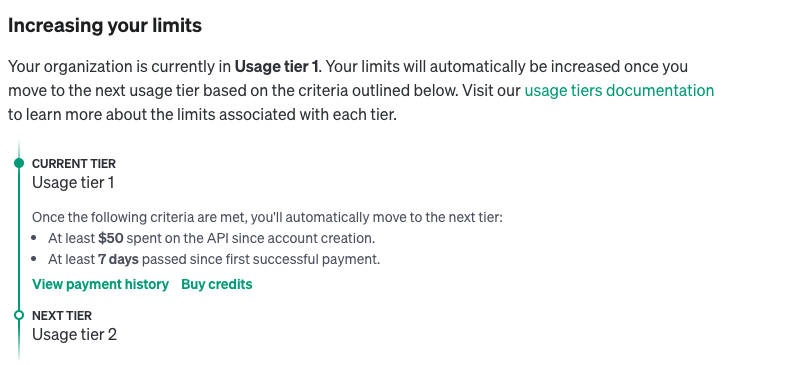 Increasing your limits
Your organization is currently in Usage tier 1. Your limits will automatically be increased once you
move to the next usage tier based on the criteria outlined below. Visit our usage tiers documentation
to learn more about the limits associated with each tier.
CURRENT TIER
Usage tier 1
Once the following criteria are met, you'll automatically move to the next tier:
• At least $50 spent on the API since account creation.
• At least 7 days passed since first successful payment.
View payment history Buy credits
NEXT TIER
Usage tier 2